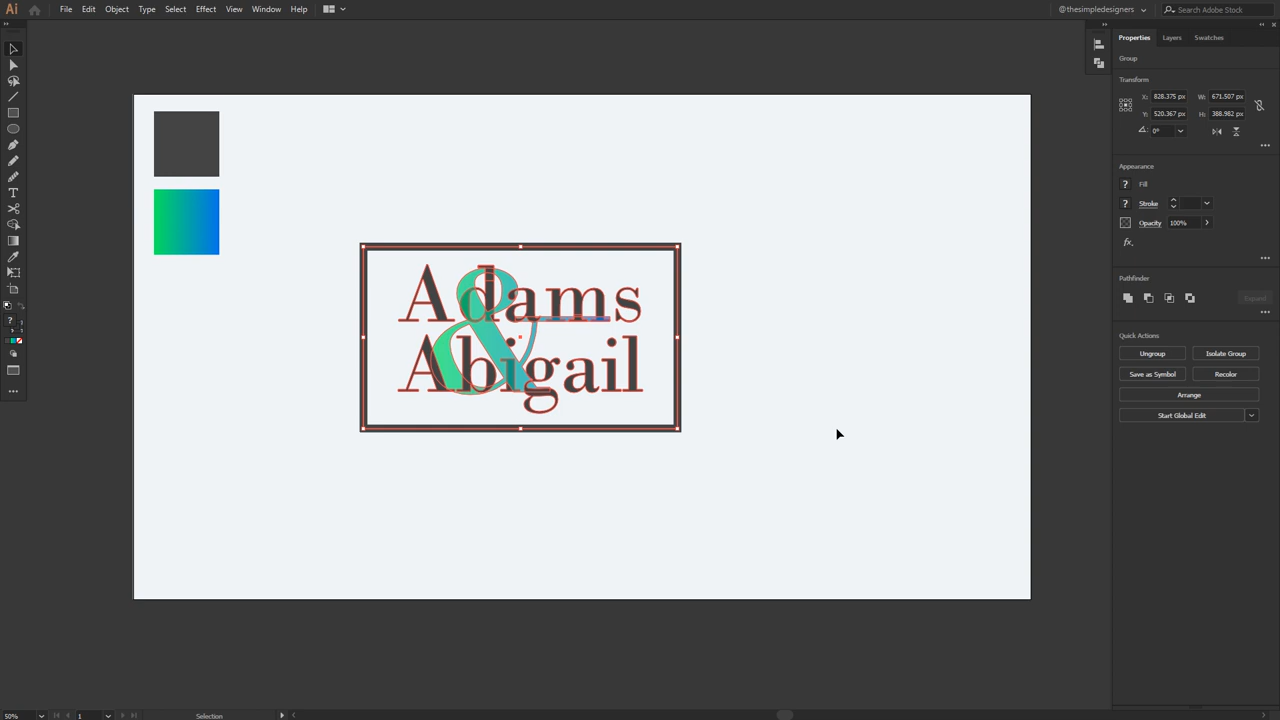 Ai File Edit Object Type Select Effect View Window Help @thesimpledesigners Search Adobe Stock
Properties Layers Swatches
Group
Transform
X: 828.375 px W: 671.507 px
Y: 520.367 px H: 388.982 px
0°
Appearance
? Fill
? Stroke
Opacity 100%
fx.
Pathfinder
Expand
Quick Actions
Ungroup Isolate Group
Save as Symbol Recolor
Arrange
Start Global Edit
Adams
&
Abigail
50% 1 Selection